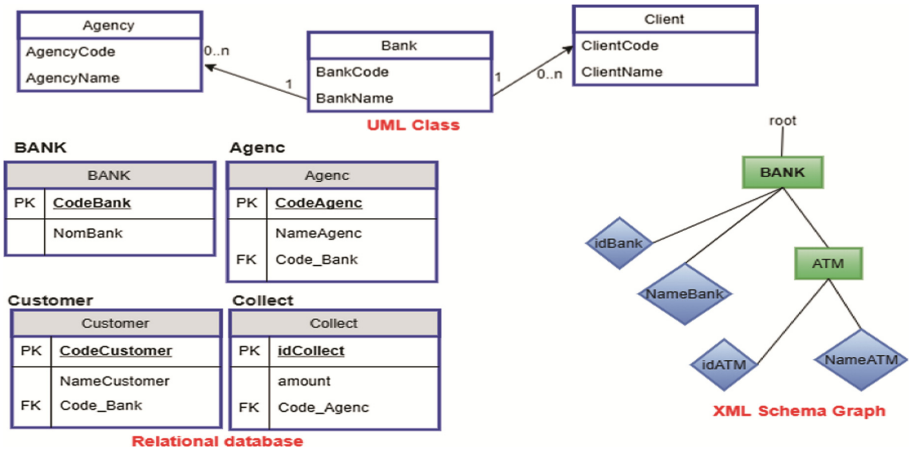 Agency
AgencyCode
AgencyName
0..n
1
Bank
BankCode
BankName
1
0..n
Client
ClientCode
ClientName
UML Class
BANK
BANK
PK CodeBank
NomBank
Agenc
Agenc
PK CodeAgenc
NameAgenc
FK Code_Bank
Customer
Customer
PK CodeCustomer
NameCustomer
FK Code_Bank
Collect
Collect
PK idCollect
amount
FK Code_Agenc
Relational database
root
BANK
idBank
NameBank
ATM
idATM
NameATM
XML Schema Graph